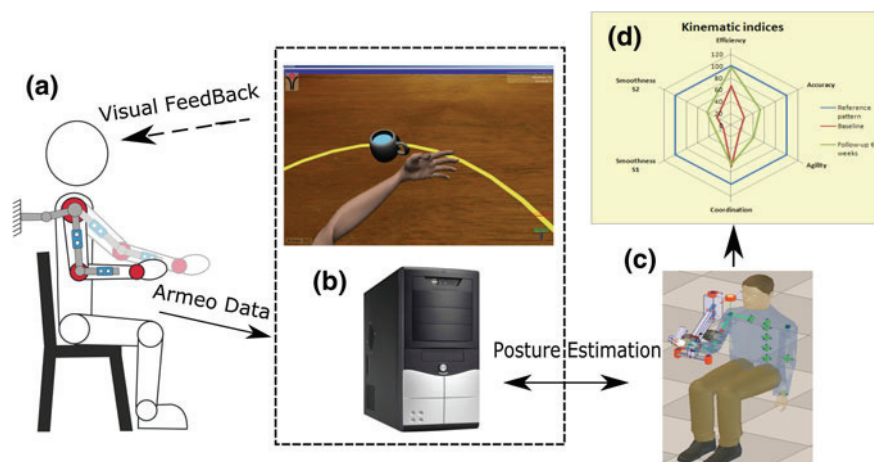 (a)
Visual FeedBack
Armeo Data
(b)
Posture Estimation
(c)
(d)
Kinematic indices
Efficiency
120
100
80
60
40
20
Smoothness
S2
Accuracy
Smoothness
S1
Agility
Coordination
Reference
pattern
Baseline
Follow-up 6
weeks